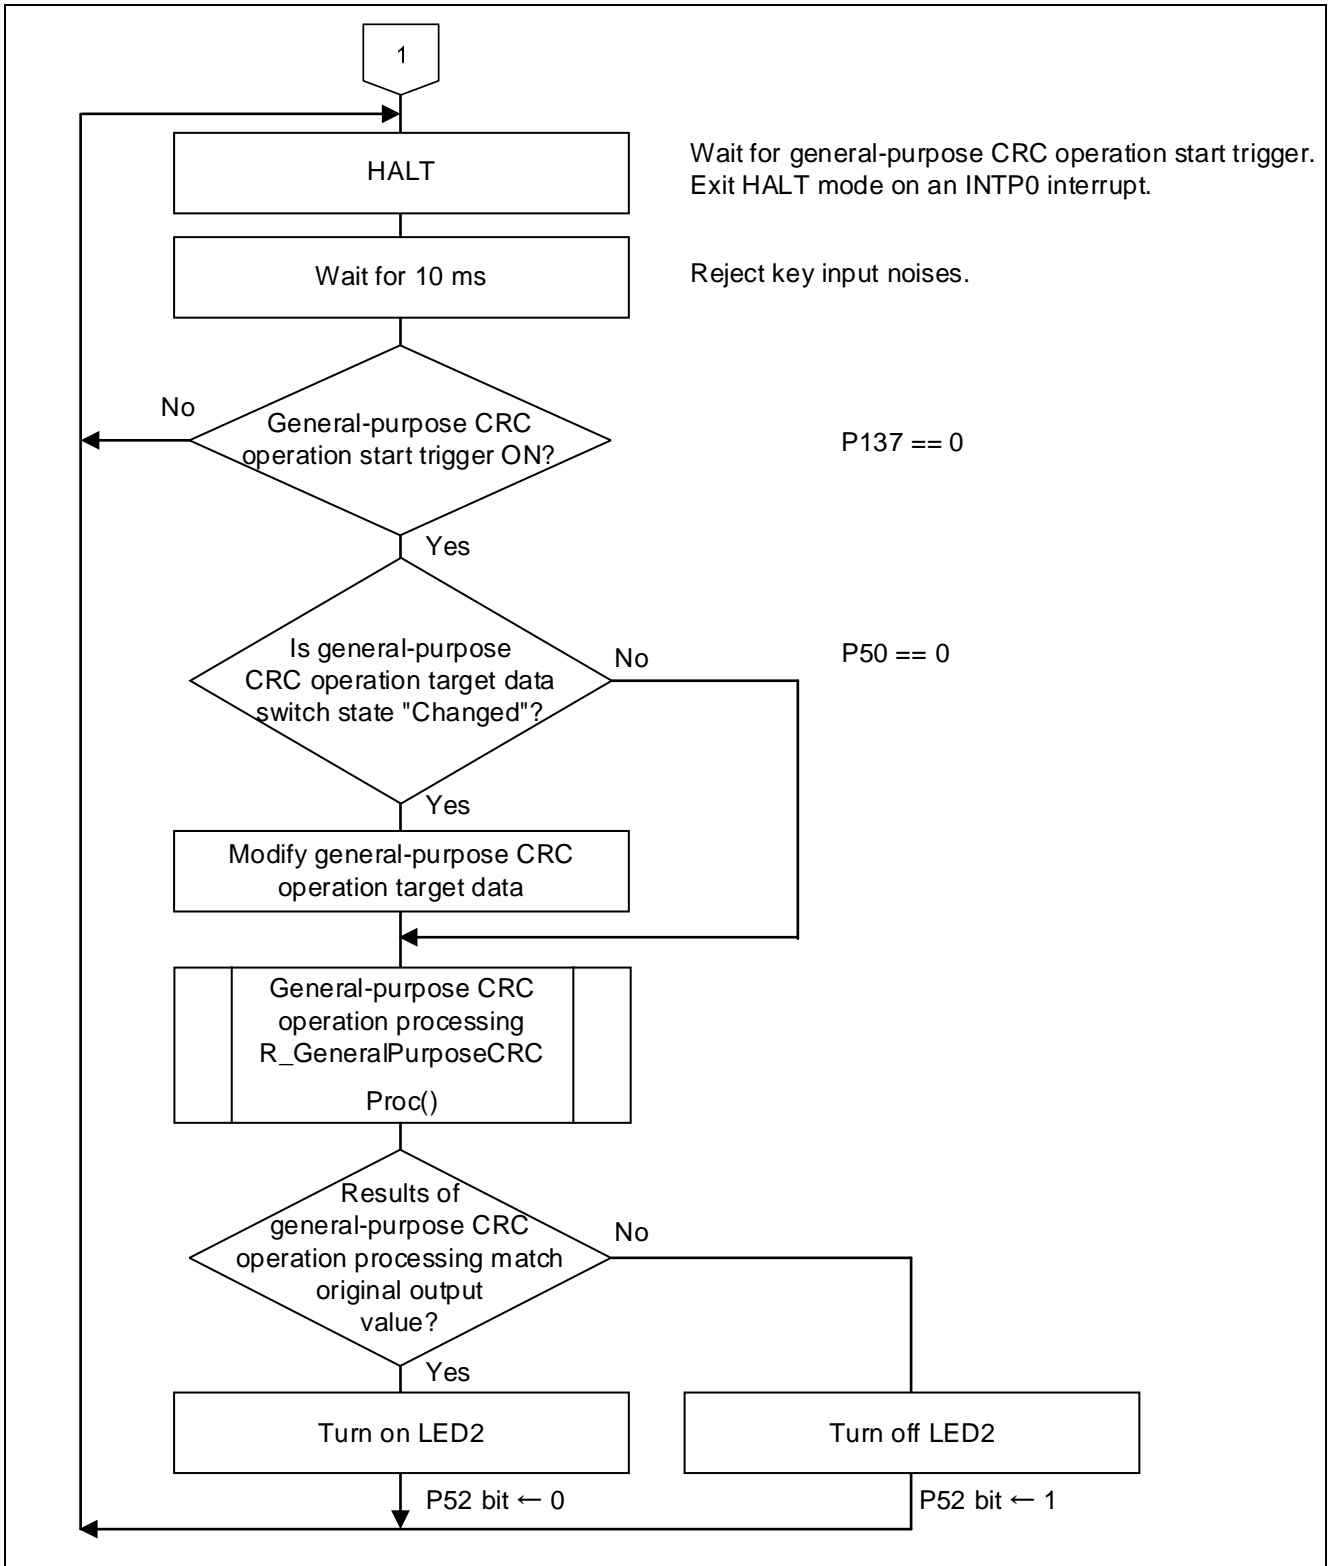 1
HALT
Wait for general-purpose CRC operation start trigger.
Exit HALT mode on an INTP0 interrupt.
Wait for 10 ms
Reject key input noises.
No
General-purpose CRC
operation start trigger ON?
P137 == 0
Yes
Is general-purpose
CRC operation target data
switch state "Changed"?
No
P50 == 0
Yes
Modify general-purpose CRC
operation target data
General-purpose CRC
operation processing
R_GeneralPurposeCRC
Proc()
Results of
general-purpose CRC
operation processing match
original output
value?
No
Yes
Turn on LED2
Turn off LED2
P52 bit ← 0
P52 bit ← 1